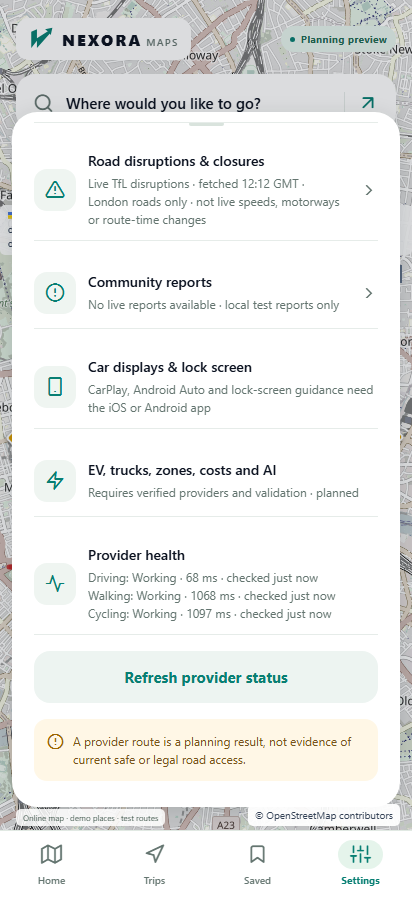 NEXORA MAPS
Planning preview
Where would you like to go?
Road disruptions & closures
Live TfL disruptions · fetched 12:12 GMT ·
London roads only · not live speeds, motorways
or route-time changes
Community reports
No live reports available · local test reports only
Car displays & lock screen
CarPlay, Android Auto and lock-screen guidance need
the iOS or Android app
EV, trucks, zones, costs and AI
Requires verified providers and validation · planned
Provider health
Driving: Working · 68 ms · checked just now
Walking: Working · 1068 ms · checked just now
Cycling: Working · 1097 ms · checked just now
Refresh provider status
A provider route is a planning result, not evidence of
current safe or legal road access.
Online map · demo places · test routes
© OpenStreetMap contributors
A23
Home
Trips
Saved
Settings